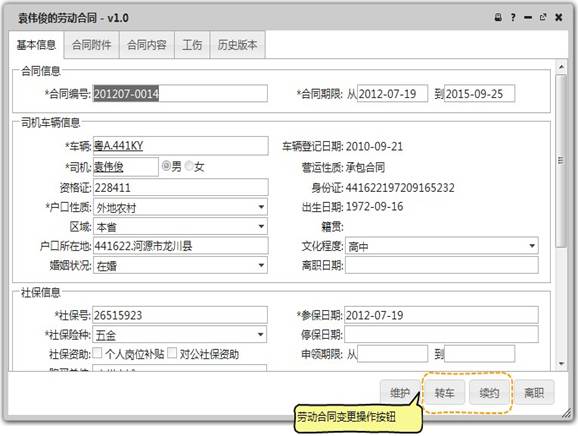 袁伟俊的劳动合同 - v1.0
基本信息 合同附件 合同内容 工伤 历史版本
合同信息
*合同编号: 201207-0014 *合同期限: 从 2012-07-19 到 2015-09-25
司机车辆信息
*车辆: 粤A.441KY 车辆登记日期: 2010-09-21
*司机: 袁伟俊 男 女 营运性质: 承包合同
资格证: 228411 身份证: 441622197209165232
*户口性质: 外地农村 出生日期: 1972-09-16
区域: 本省 籍贯:
户口所在地: 441622.河源市龙川县 文化程度: 高中
婚姻状况: 在婚 离职日期:
社保信息
*社保号: 26515923 *参保日期: 2012-07-19
*社保险种: 五金 停保日期:
社保资助: 个人岗位补贴 对公社保资助 申领期限: 从 到
维护 转车 续约 离职
劳动合同变更操作按钮